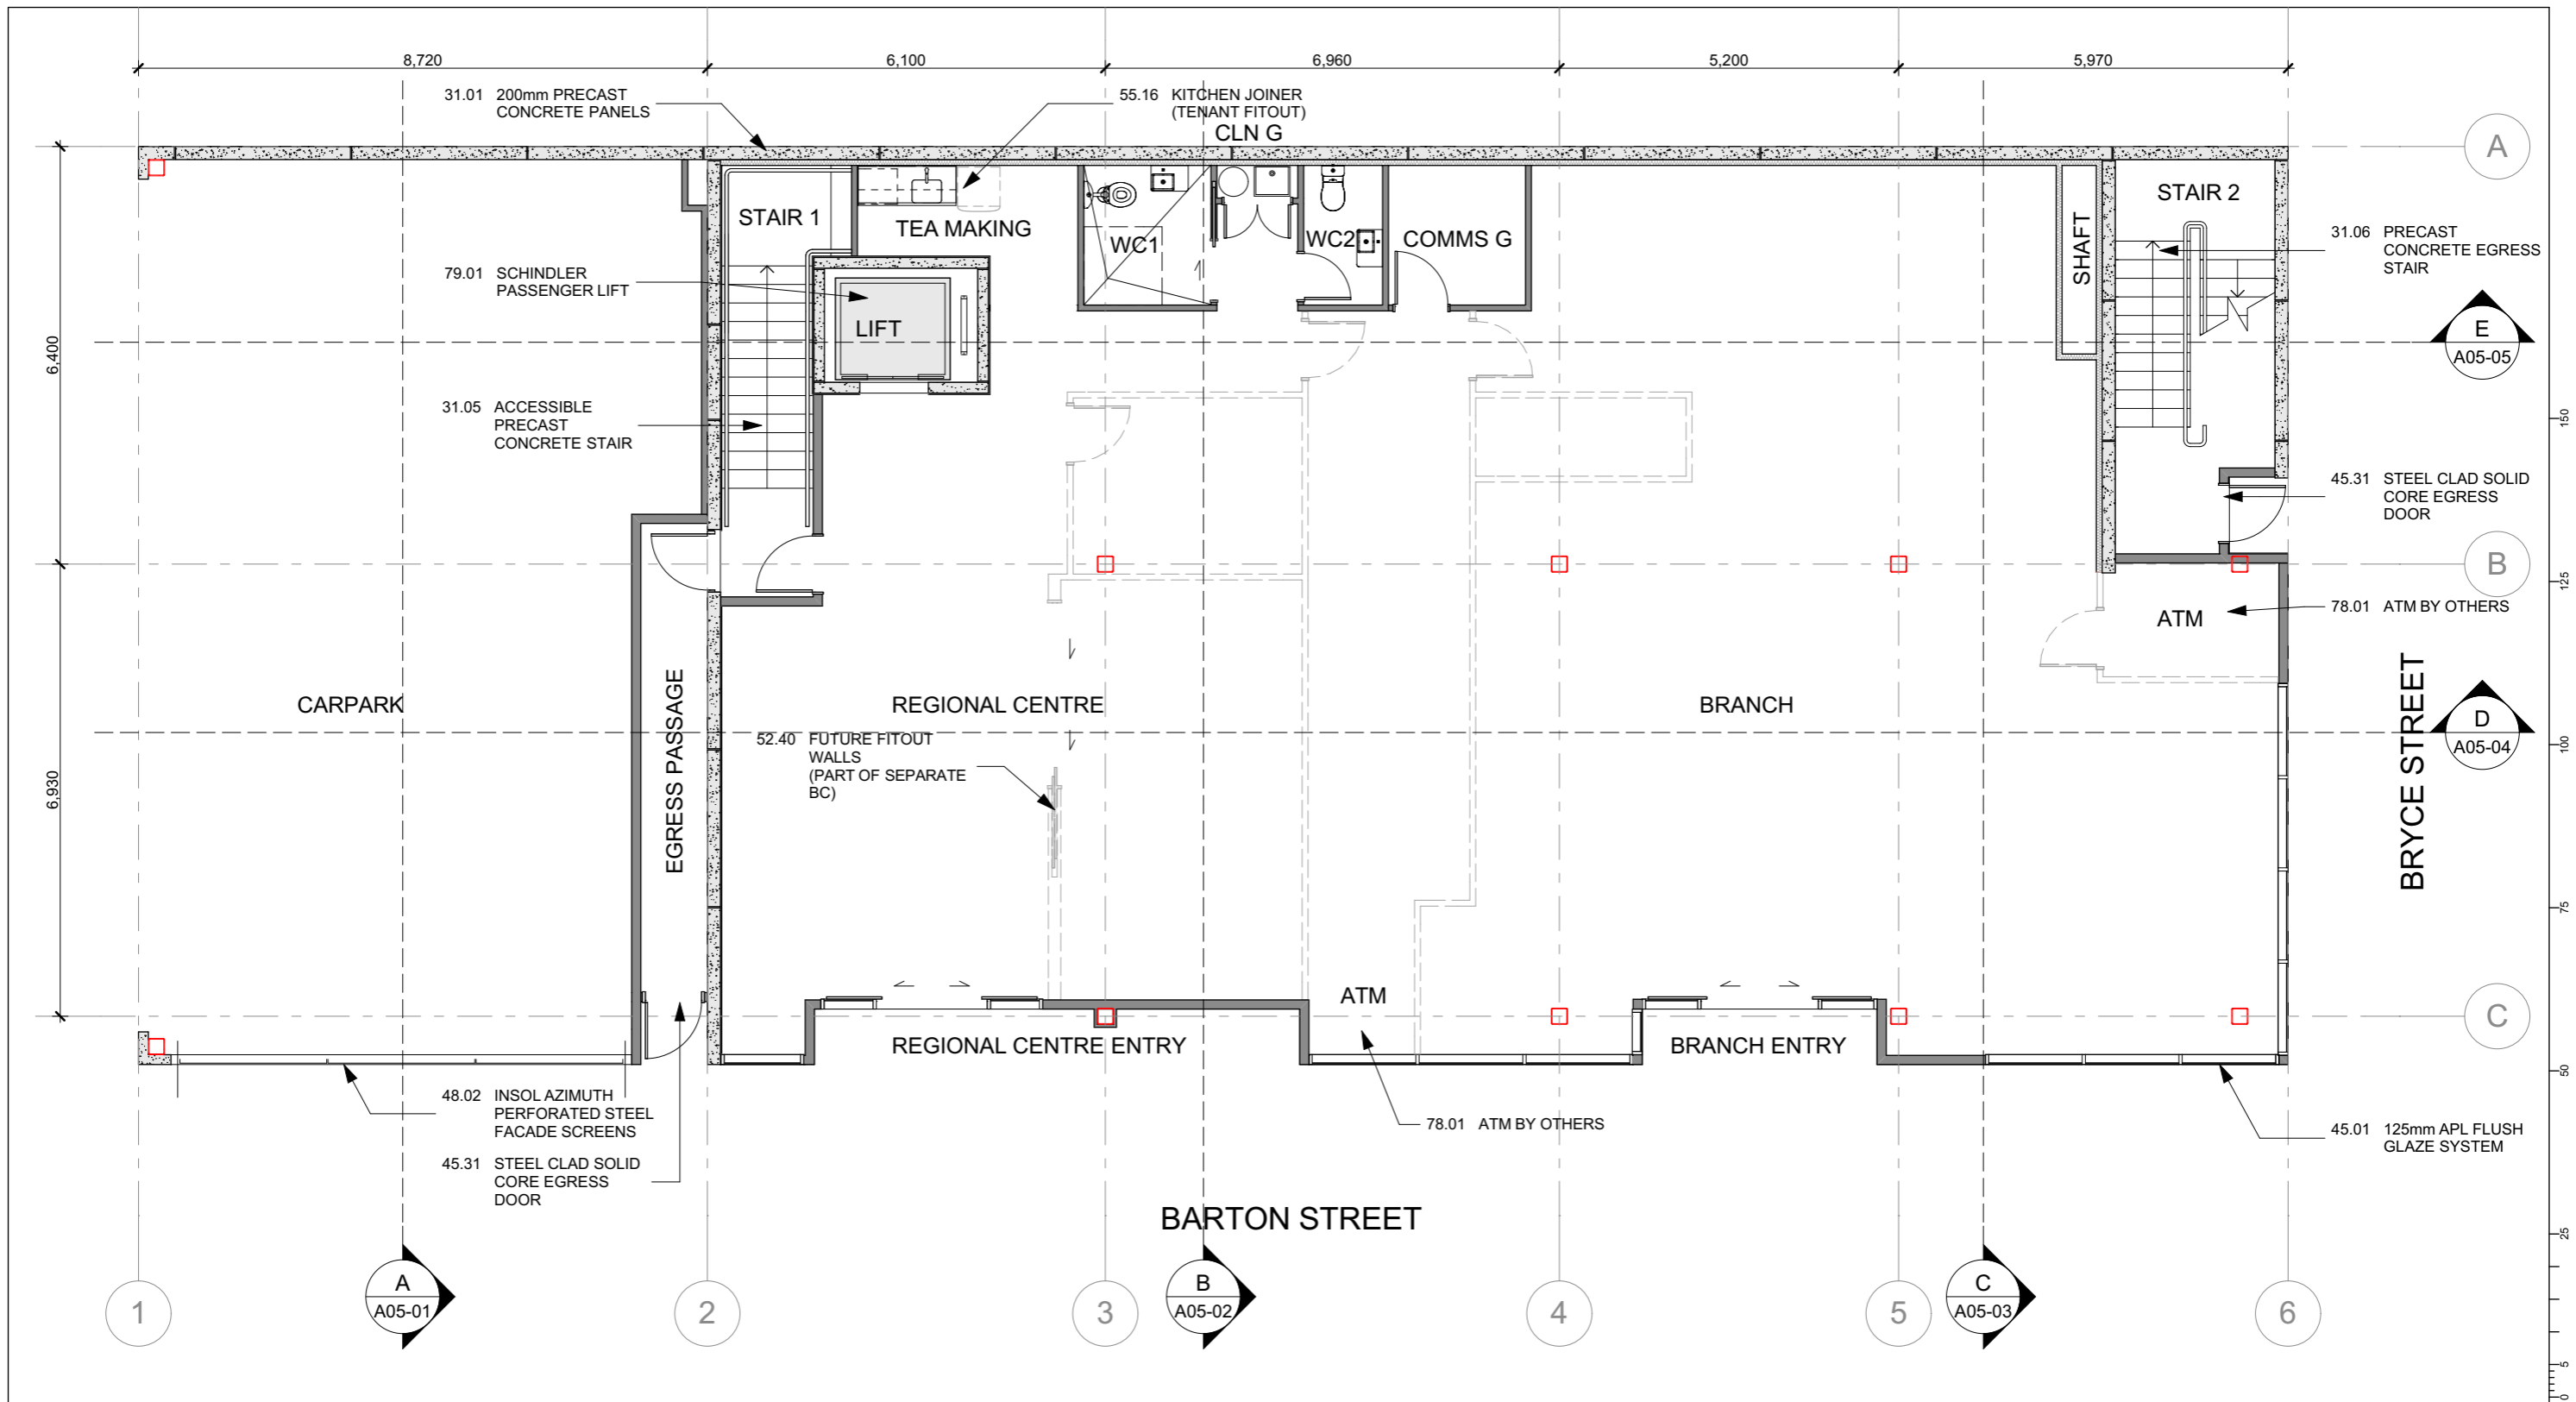 8,720
6,100
6,960
5,200
5,970
31.01 200mm PRECAST
CONCRETE PANELS
55.16 KITCHEN JOINER
(TENANT FITOUT)
CLN G
A
STAIR 1
TEA MAKING
WC1
WC2
COMMS G
SHAFT
STAIR 2
31.06 PRECAST
CONCRETE EGRESS
STAIR
79.01 SCHINDLER
PASSENGER LIFT
LIFT
E
A05-05
6,400
31.05 ACCESSIBLE
PRECAST
CONCRETE STAIR
150
45.31 STEEL CLAD SOLID
CORE EGRESS
DOOR
B
125
78.01 ATM BY OTHERS
ATM
CARPARK
EGRESS PASSAGE
REGIONAL CENTRE
BRANCH
BRYCE STREET
D
A05-04
100
52.40 FUTURE FITOUT
WALLS
(PART OF SEPARATE
BC)
6,930
75
ATM
C
REGIONAL CENTRE ENTRY
BRANCH ENTRY
50
48.02 INSOL AZIMUTH
PERFORATED STEEL
FACADE SCREENS
78.01 ATM BY OTHERS
45.01 125mm APL FLUSH
GLAZE SYSTEM
45.31 STEEL CLAD SOLID
CORE EGRESS
DOOR
BARTON STREET
25
A
A05-01
B
A05-02
C
A05-03
1
2
3
4
5
6
5
0